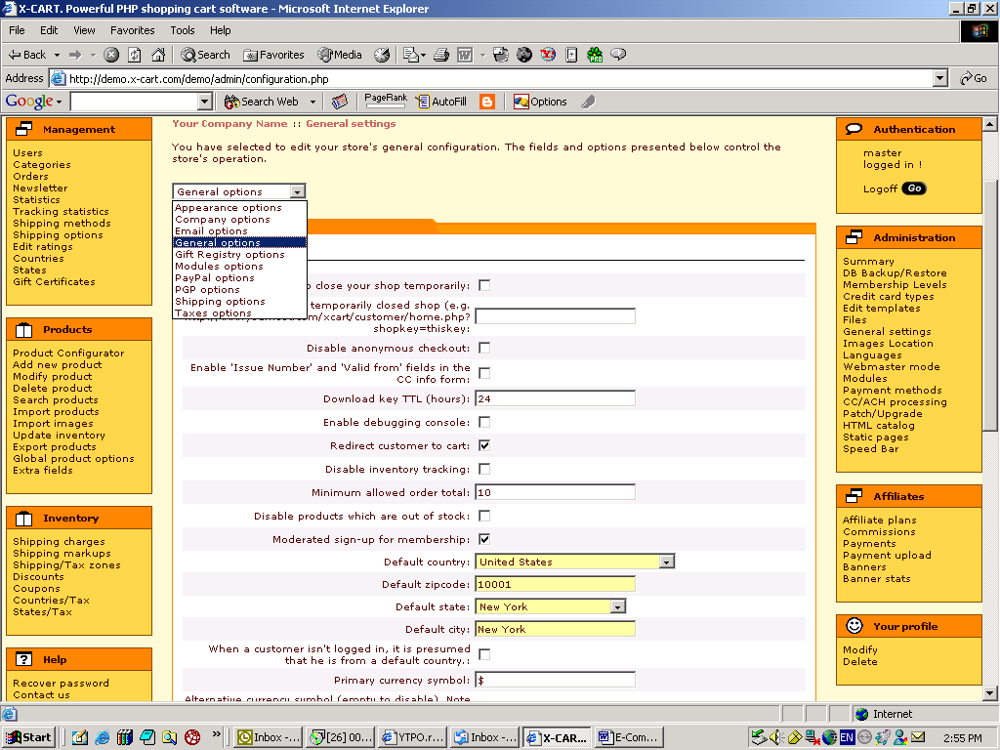 X-CART. Powerful PHP shopping cart software - Microsoft Internet Explorer
File Edit View Favorites Tools Help
Back Search Favorites Media
Address http://demo.x-cart.com/demo/admin/configuration.php Go
Google Search Web PageRank AutoFill Options
Management
Users
Categories
Orders
Newsletter
Statistics
Tracking statistics
Shipping methods
Shipping options
Edit ratings
Countries
States
Gift Certificates
Products
Product Configurator
Add new product
Modify product
Delete product
Search products
Import products
Import images
Update inventory
Export products
Global product options
Extra fields
Inventory
Shipping charges
Shipping markups
Shipping/Tax zones
Discounts
Coupons
Countries/Tax
States/Tax
Help
Recover password
Contact us
Your Company Name :: General settings
You have selected to edit your store's general configuration. The fields and options presented below control the
store's operation.
General options
Appearance options
Company options
Email options
General options
Gift Registry options
Modules options
PayPal options
PGP options
Shipping options
Taxes options
o close your shop temporarily:
temporarily closed shop (e.g.
com/xcart/customer/home.php?
shopkey=thiskey:
Disable anonymous checkout:
Enable 'Issue Number' and 'Valid from' fields in the
CC info form:
Download key TTL (hours): 24
Enable debugging console:
Redirect customer to cart:
Disable inventory tracking:
Minimum allowed order total: 10
Disable products which are out of stock:
Moderated sign-up for membership:
Default country: United States
Default zipcode: 10001
Default state: New York
Default city: New York
When a customer isn't logged in, it is presumed
that he is from a default country.:
Primary currency symbol: $
Alternative currency symbol (empty to disable). Note
Authentication
master
logged in !
Logoff Go
Administration
Summary
DB Backup/Restore
Membership Levels
Credit card types
Edit templates
Files
General settings
Images Location
Languages
Webmaster mode
Modules
Payment methods
CC/ACH processing
Patch/Upgrade
HTML catalog
Static pages
Speed Bar
Affiliates
Affiliate plans
Commissions
Payments
Payment upload
Banners
Banner stats
Your profile
Modify
Delete
Internet
Start Inbox -... [26] 00... YTPO.r... Inbox -... X-CAR... E-Com... EN 2:55 PM